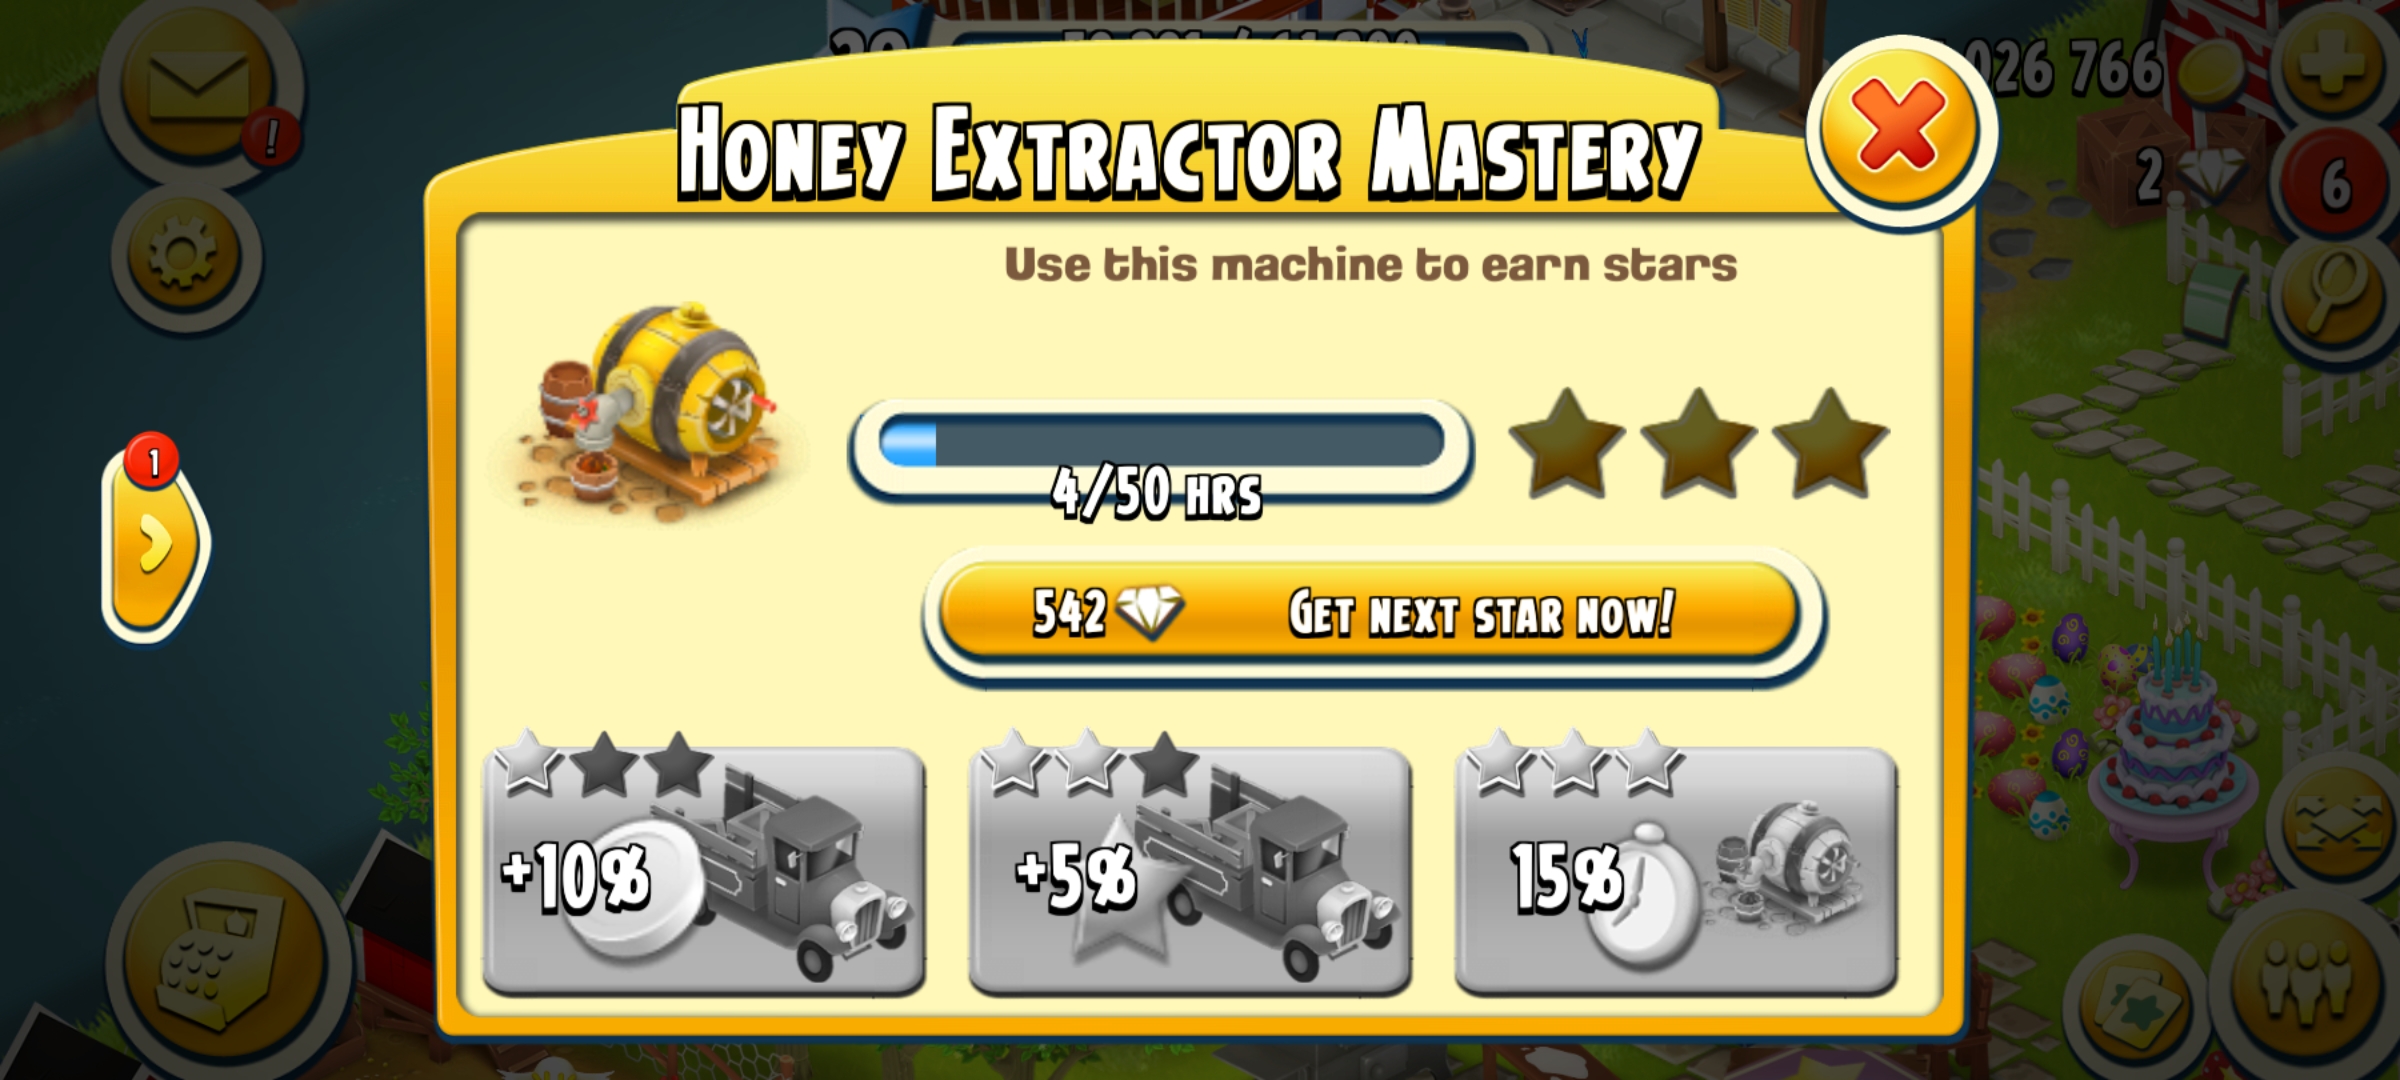 Honey Extractor Mastery
026 766
2
6
!
Use this machine to earn stars
4/50 hrs
1
542 Get next star now!
+10%
+5%
15%